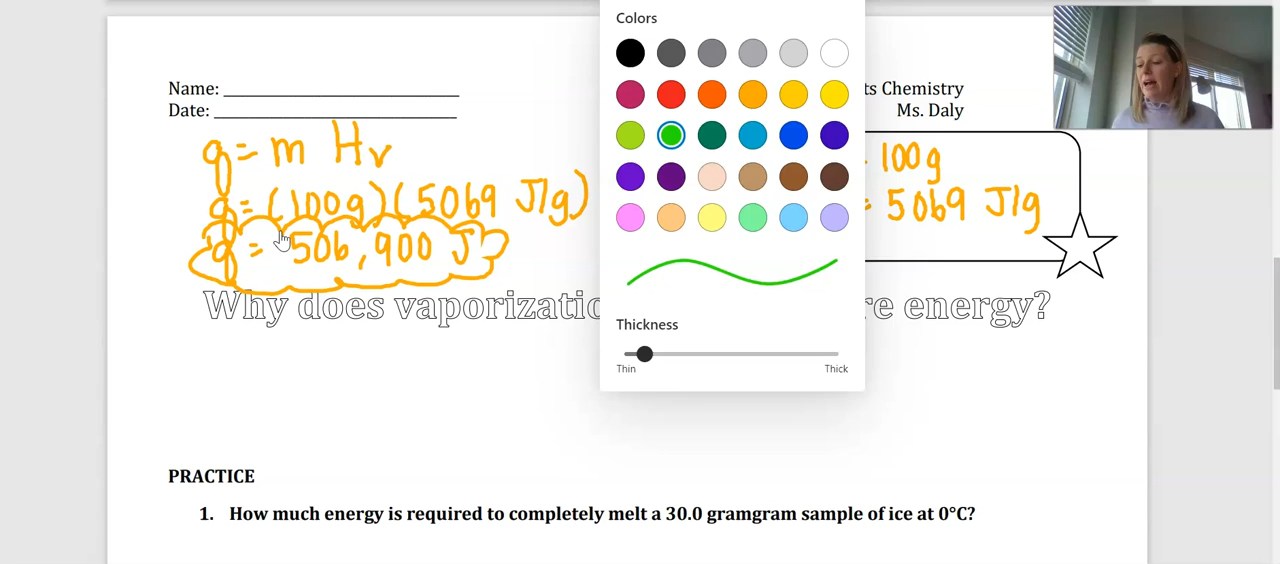 Colors
Name: ____________________
Date: ____________________
ts Chemistry
Ms. Daly
q = m Hv
q = (100g)(5069 J/g)
q = 506,900 J
100g
= 5069 J/g
Why does vaporizatio
re energy?
Thickness
Thin
Thick
PRACTICE
1. How much energy is required to completely melt a 30.0 gramgram sample of ice at 0°C?